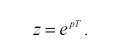 z = e^{pT}.